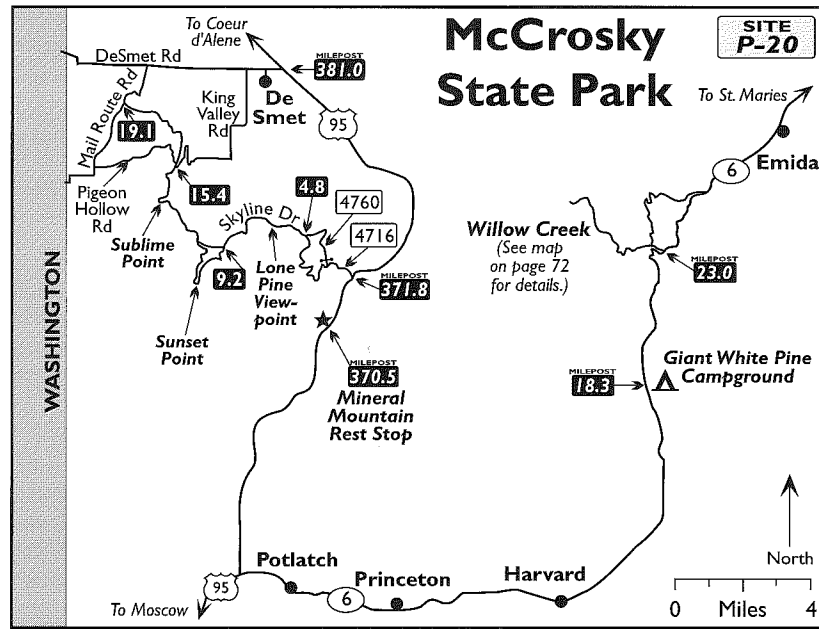 McCrosky
State Park
SITE
P-20
To Coeur
d'Alene
DeSmet Rd
MILEPOST
381.0
De
Smet
King
Valley
Rd
95
Mail Route Rd
19.1
To St. Maries
Emida
6
Pigeon
Hollow
Rd
15.4
Sublime
Point
Skyline Dr
4.8
4760
4716
Willow Creek
(See map
on page 72
for details.)
MILEPOST
23.0
9.2
Lone
Pine
View-
point
MILEPOST
371.8
Sunset
Point
WASHINGTON
MILEPOST
370.5
Mineral
Mountain
Rest Stop
MILEPOST
18.3
Giant White Pine
Campground
North
Potlatch
Princeton
Harvard
95
6
To Moscow
0 Miles 4